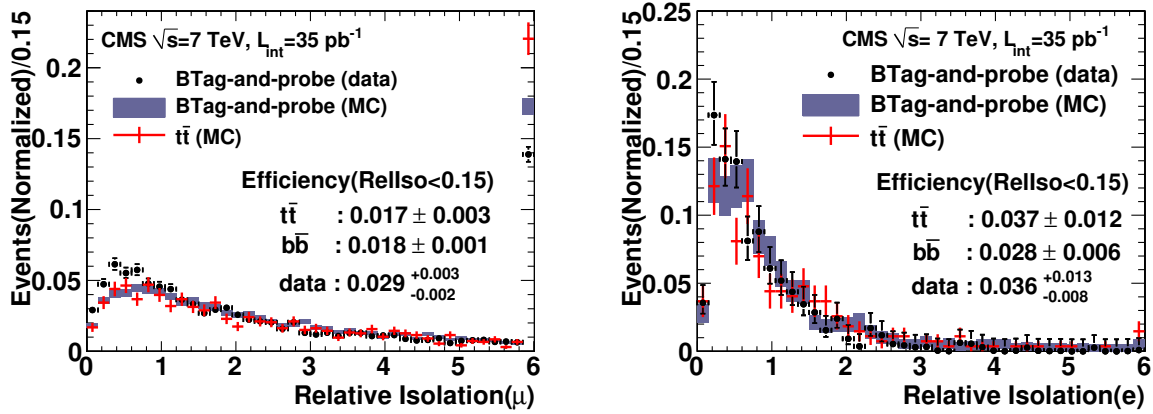 CMS √s=7 TeV, L_int=35 pb⁻¹
BTag-and-probe (data)
BTag-and-probe (MC)
tt̄ (MC)
Efficiency(RelIso<0.15)
tt̄ : 0.017 ± 0.003
bb̄ : 0.018 ± 0.001
data : 0.029 +0.003 -0.002
Events(Normalized)/0.15
0.2
0.15
0.1
0.05
0
0 1 2 3 4 5 6
Relative Isolation(μ)
CMS √s= 7 TeV, L_int=35 pb⁻¹
BTag-and-probe (data)
BTag-and-probe (MC)
tt̄ (MC)
Efficiency(RelIso<0.15)
tt̄ : 0.037 ± 0.012
bb̄ : 0.028 ± 0.006
data : 0.036 +0.013 -0.008
Events(Normalized)/0.15
0.25
0.2
0.15
0.1
0.05
0
0 1 2 3 4 5 6
Relative Isolation(e)